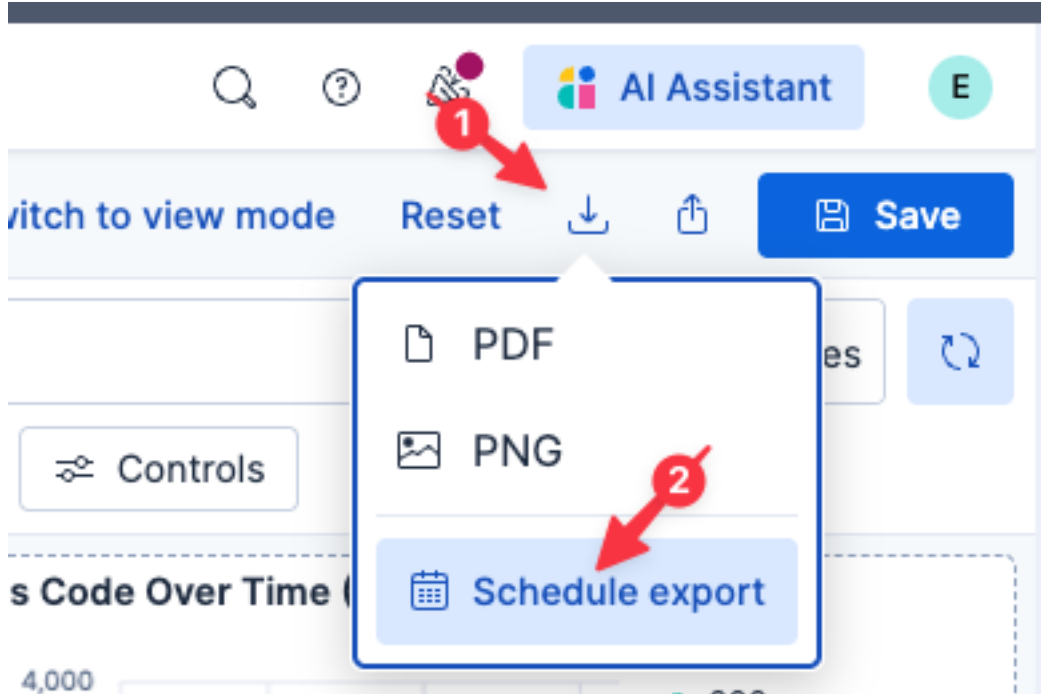 AI Assistant
E
1
vitch to view mode
Reset
Save
PDF
es
PNG
Controls
2
s Code Over Time (
Schedule export
4,000